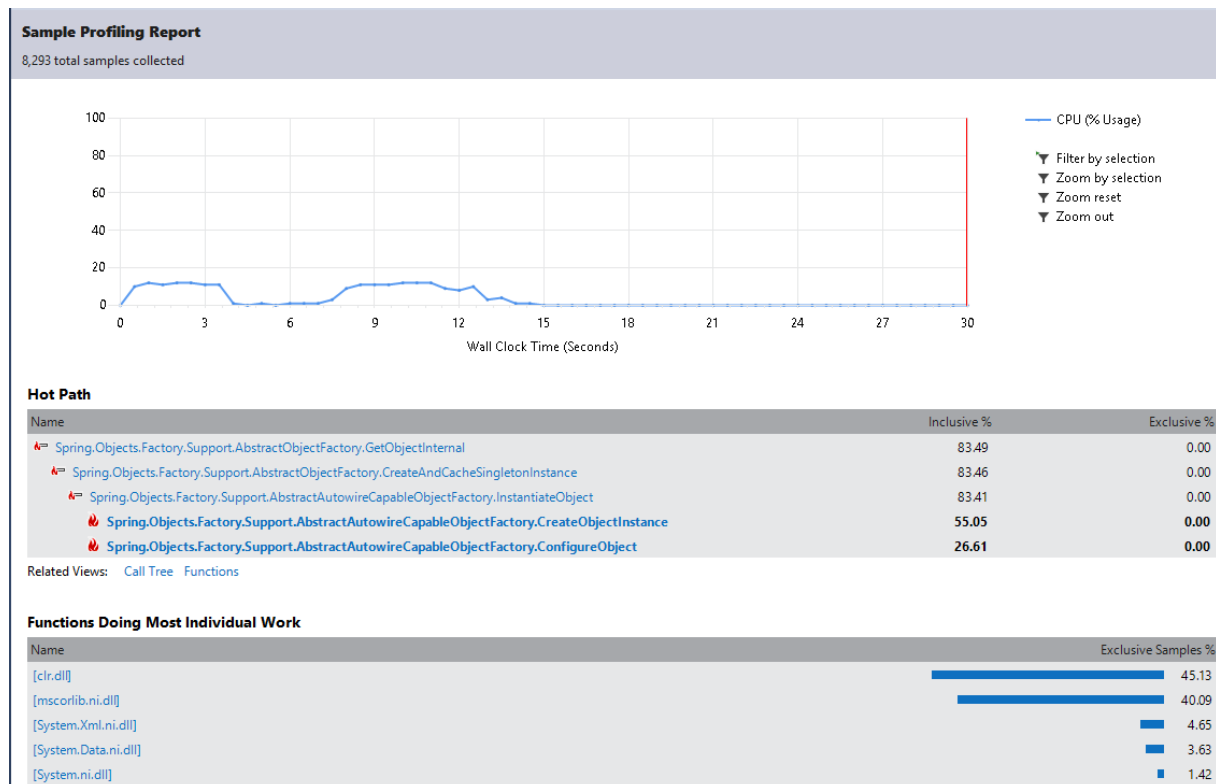 Sample Profiling Report
8,293 total samples collected
100
80
60
40
20
0
0 3 6 9 12 15 18 21 24 27 30
Wall Clock Time (Seconds)
CPU (% Usage)
Filter by selection
Zoom by selection
Zoom reset
Zoom out
Hot Path
Name Inclusive % Exclusive %
Spring.Objects.Factory.Support.AbstractObjectFactory.GetObjectInternal 83.49 0.00
Spring.Objects.Factory.Support.AbstractObjectFactory.CreateAndCacheSingletonInstance 83.46 0.00
Spring.Objects.Factory.Support.AbstractAutowireCapableObjectFactory.InstantiateObject 83.41 0.00
Spring.Objects.Factory.Support.AbstractAutowireCapableObjectFactory.CreateObjectInstance 55.05 0.00
Spring.Objects.Factory.Support.AbstractAutowireCapableObjectFactory.ConfigureObject 26.61 0.00
Related Views: Call Tree Functions
Functions Doing Most Individual Work
Name Exclusive Samples %
[clr.dll] 45.13
[mscorlib.ni.dll] 40.09
[System.Xml.ni.dll] 4.65
[System.Data.ni.dll] 3.63
[System.ni.dll] 1.42